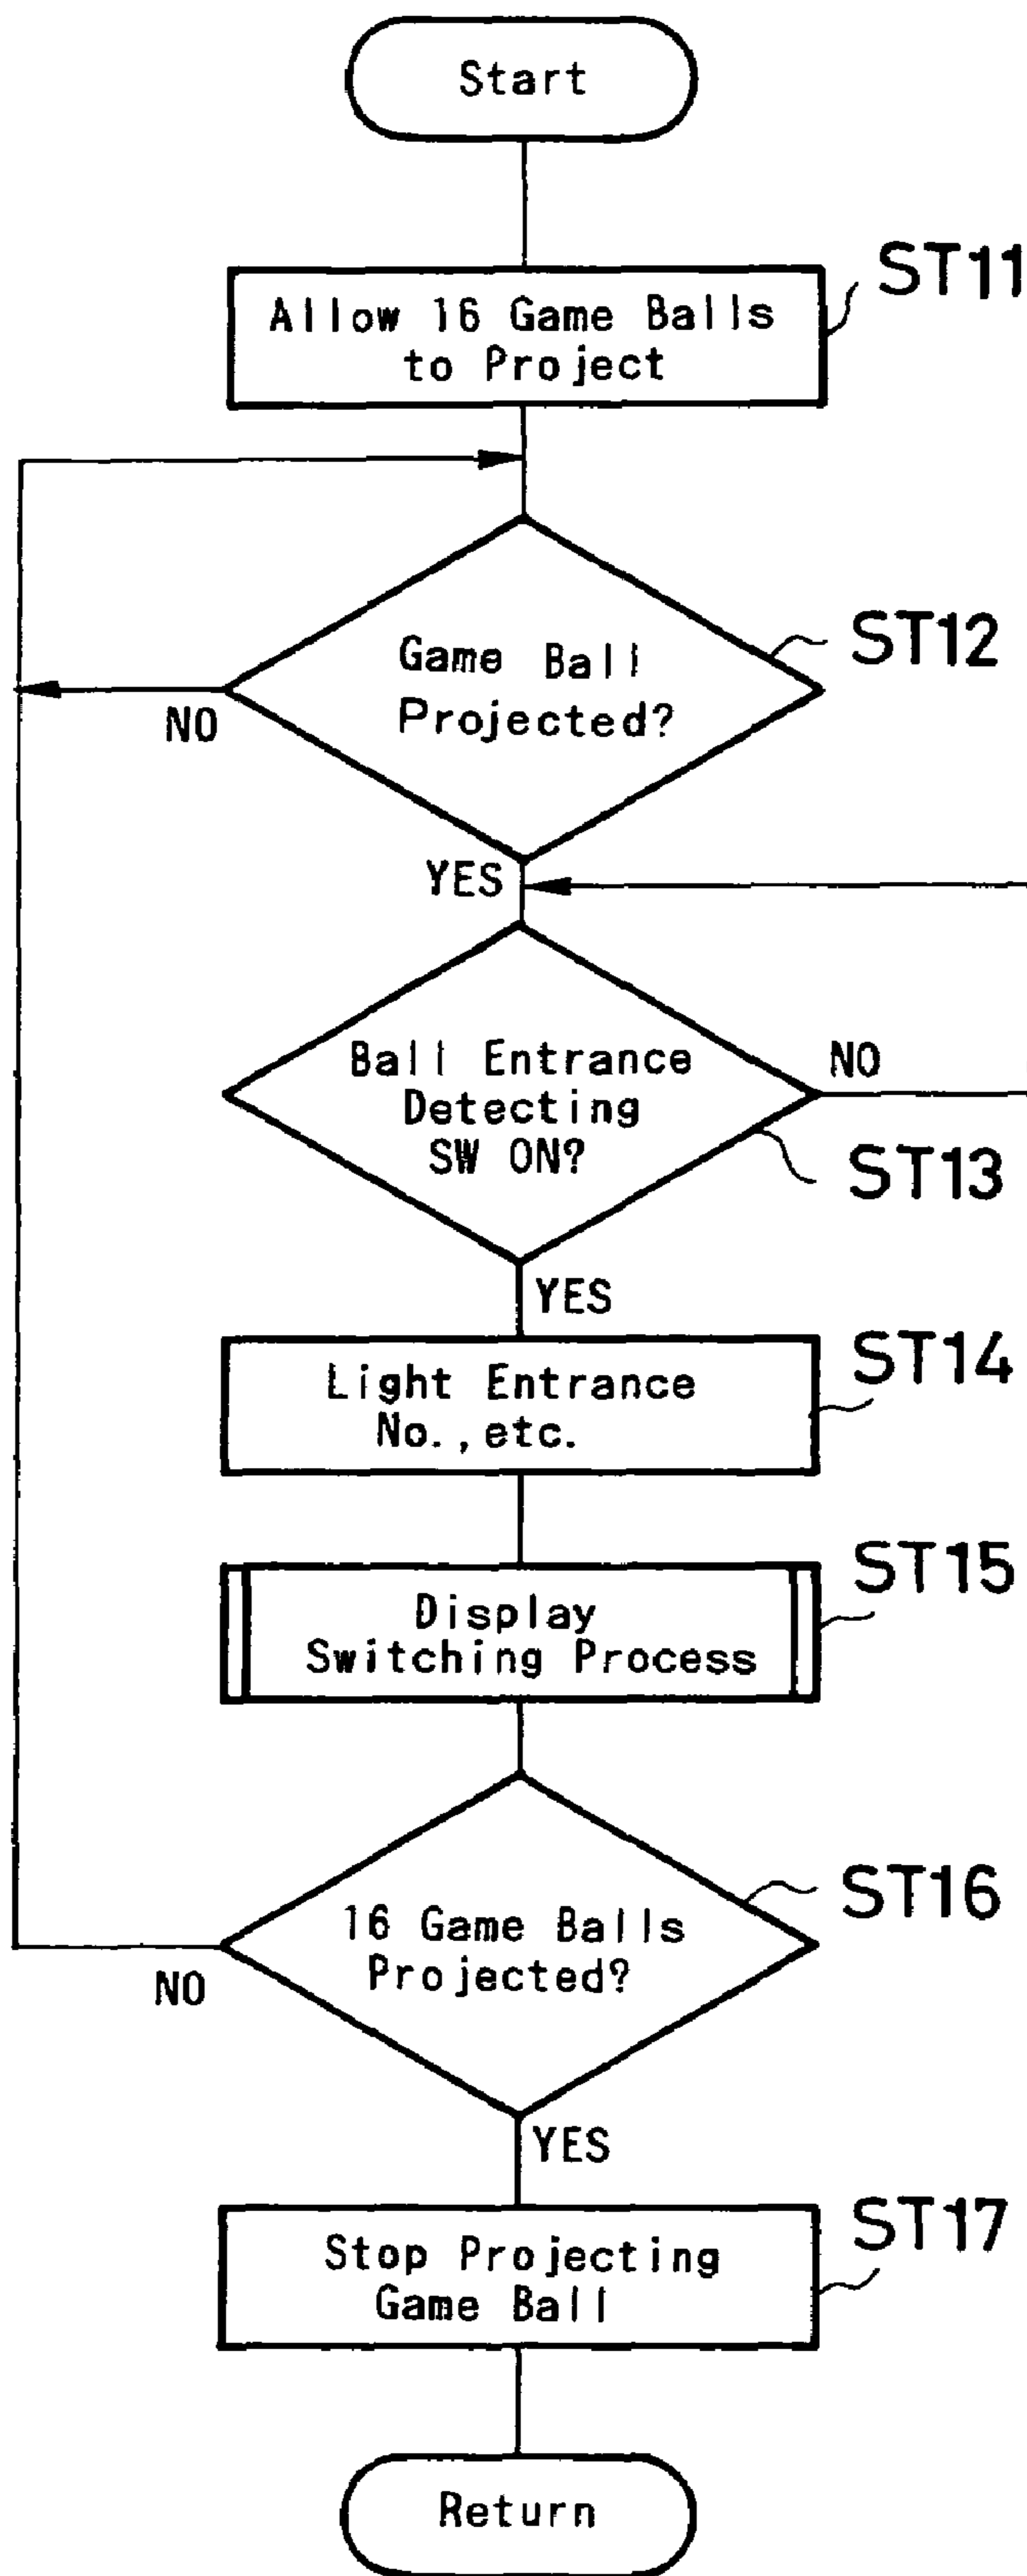 Start
ST11
Allow 16 Game Balls
to Project
ST12
Game Ball
Projected?
NO
YES
Ball Entrance
Detecting
SW ON?
NO
ST13
YES
ST14
Light Entrance
No.,etc.
ST15
Display
Switching Process
ST16
16 Game Balls
Projected?
NO
YES
ST17
Stop Projecting
Game Ball
Return